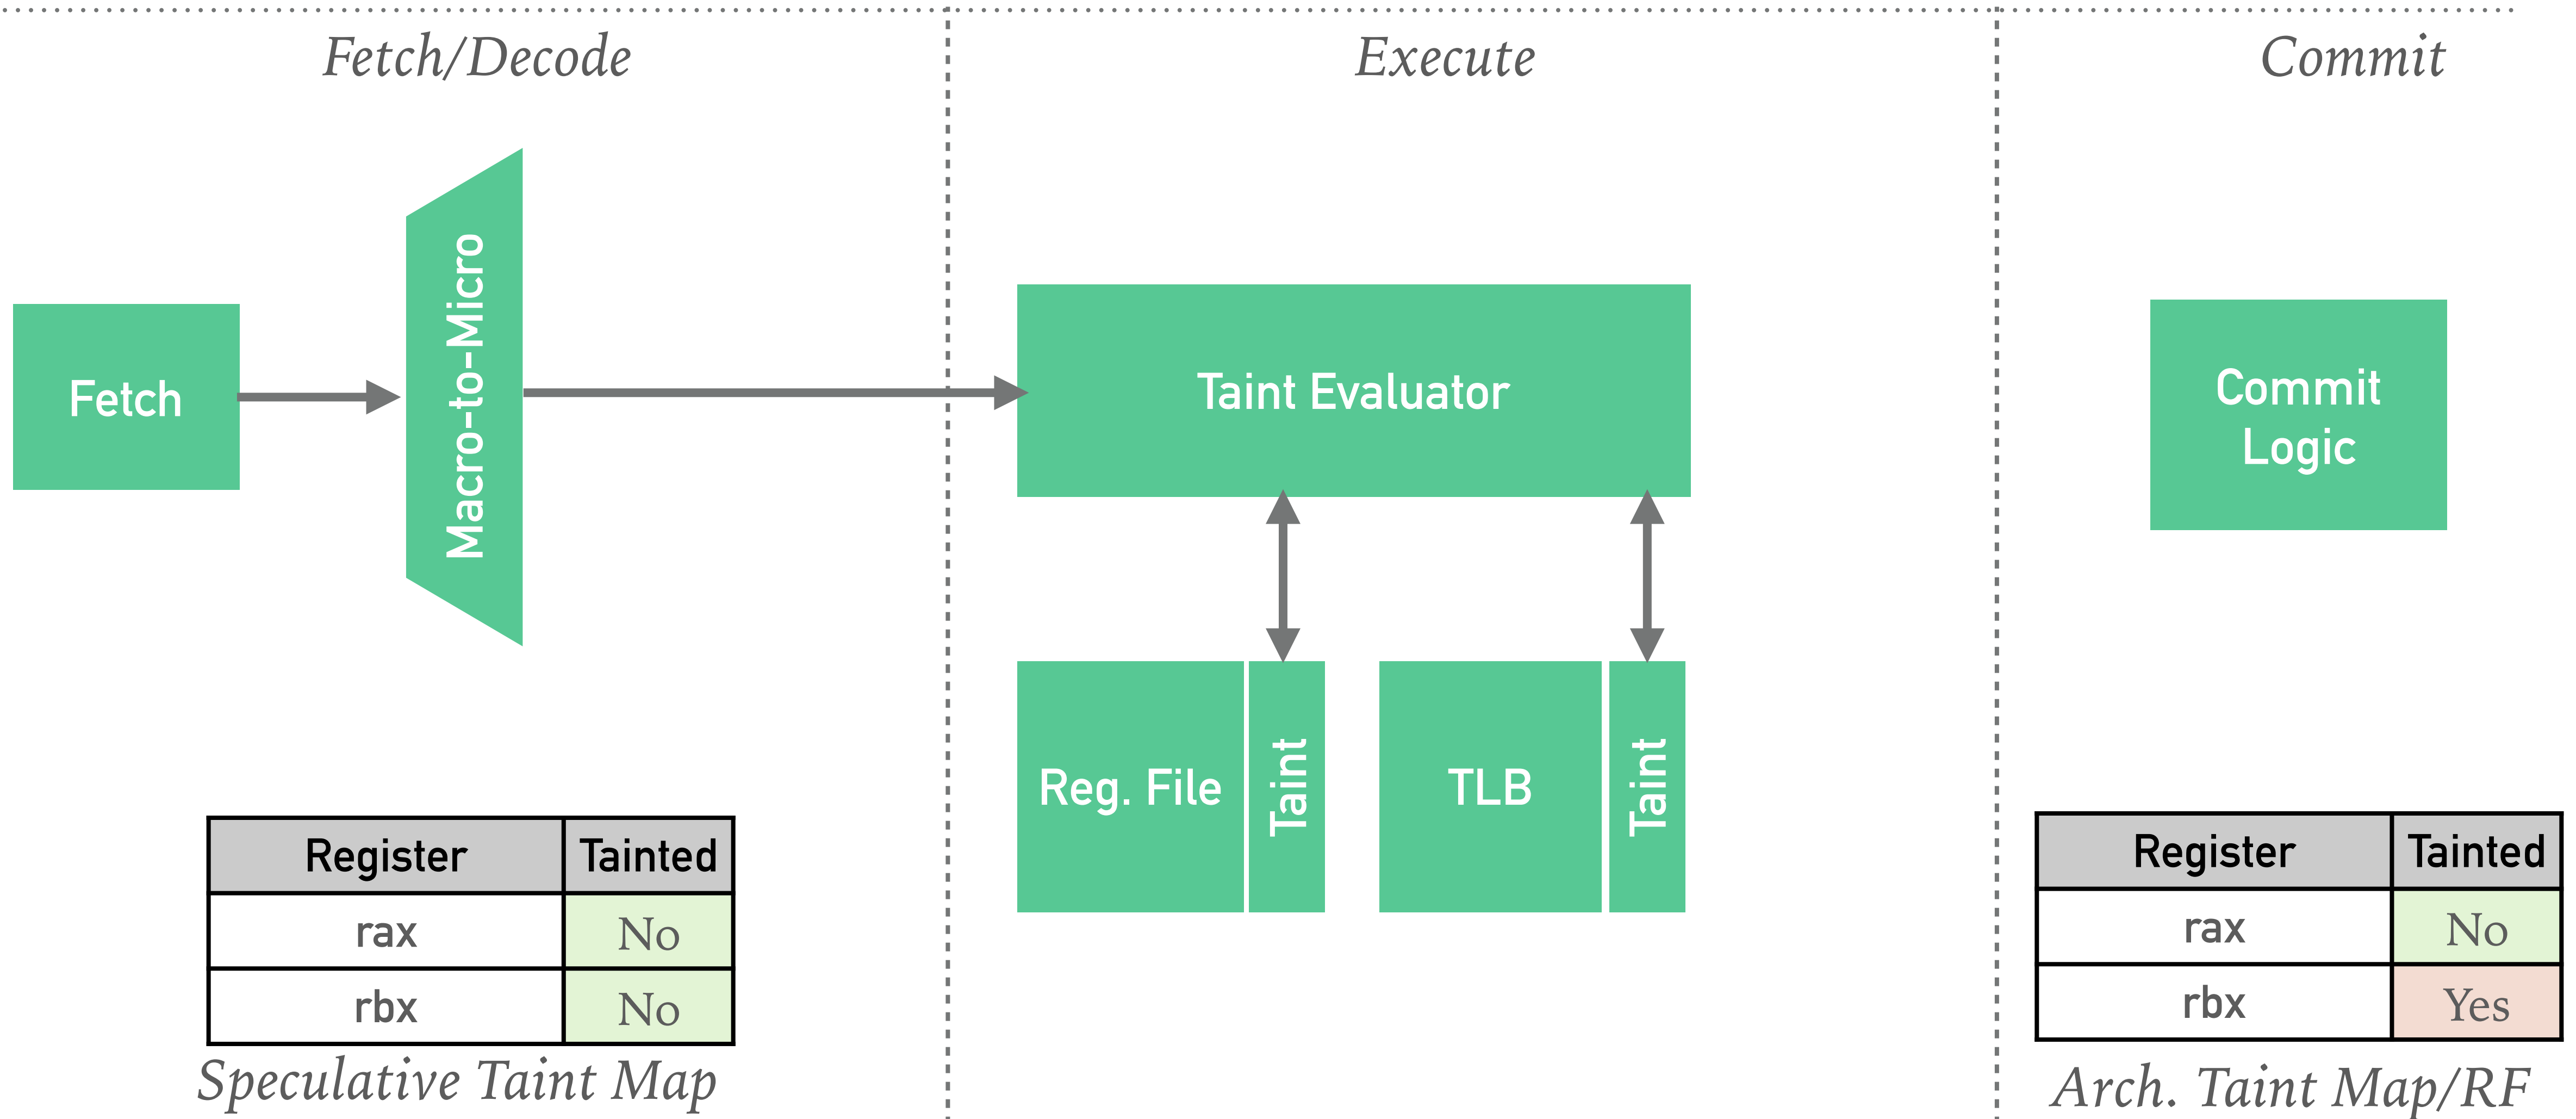 Fetch/Decode
Execute
Commit
Fetch
Macro-to-Micro
Taint Evaluator
Commit
Logic
Reg. File
Taint
TLB
Taint
Register Tainted
rax No
rbx No
Speculative Taint Map
Register Tainted
rax No
rbx Yes
Arch. Taint Map/RF